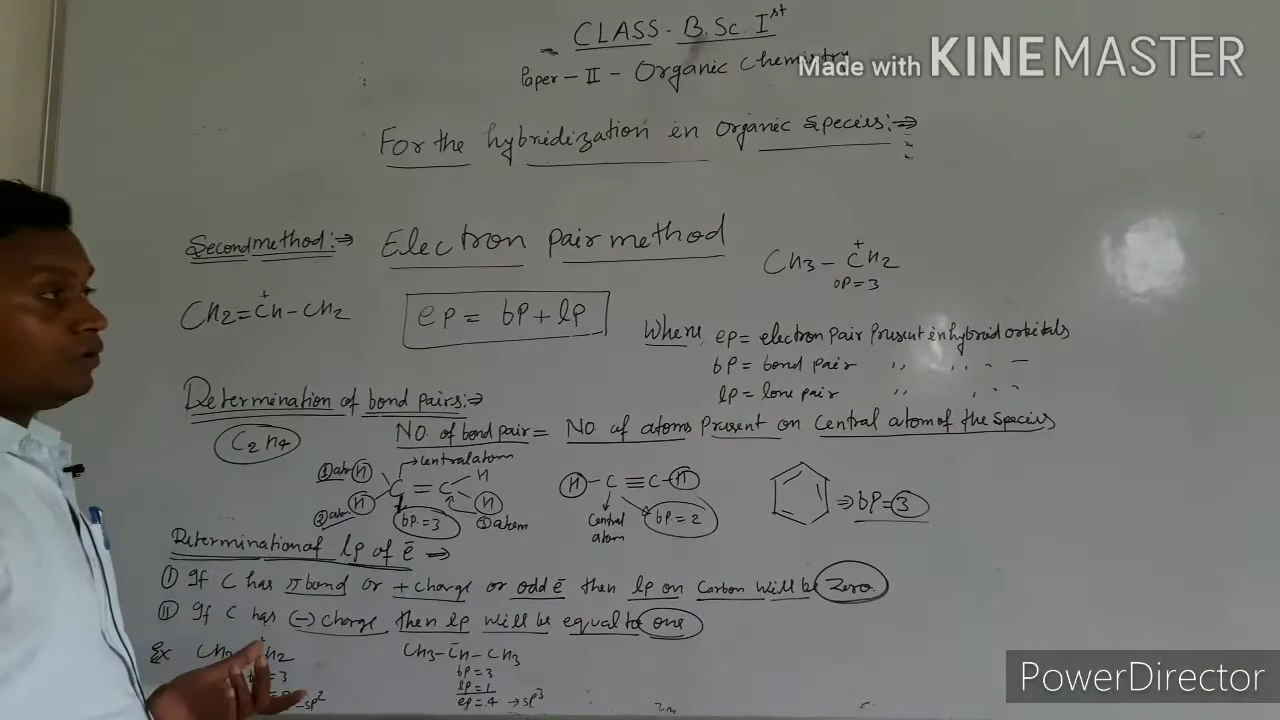 CLASS - B.Sc. Ist
Paper - II - Organic Chemistry
Made with KINEMASTER
For the hybridization in organic species:⇒
Second method:⇒ Electron pair method
CH3 – C+H2
bP = 3
CH2 = C+H – CH2
ep = bp + lp
Where, ep = electron pair present in hybrid orbitals
bP = bond pair ,, ,, –
lp = lone pair ,, ,, –
Determination of bond pairs:⇒
C2H4
NO. of bond pair = NO. of atoms present on central atom of the species
→ central atom
① atom H
H
H – C ≡ C – H
C = C
② atom H
H
bp = 3
③ atom
Central atom
bp = 2
⇒ bP = 3
Determination of lp of ē ⇒
① If C has π bond or + charge or odd ē then lp on carbon will be Zero.
② If C has (–) charge then lp will be equal to one
Ex
CH3 – C̄H – CH3
bp = 3
lp = 1
ep = 4 → sp3
= 3
sp2
PowerDirector